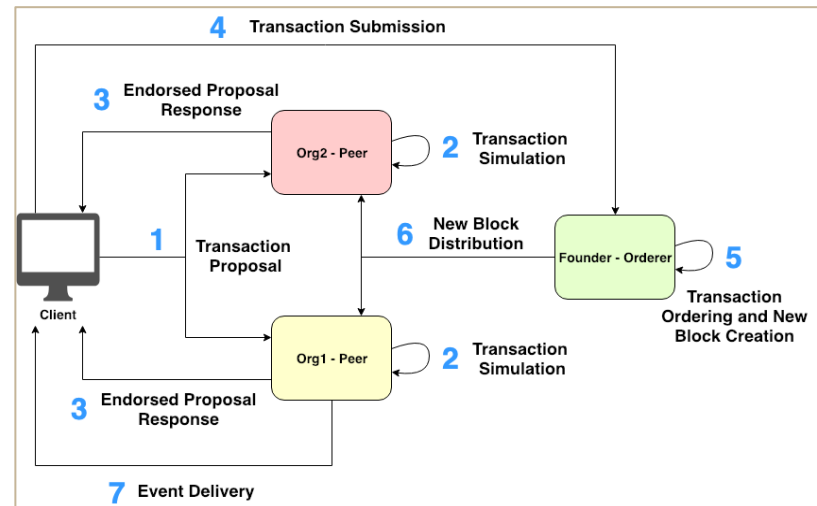 4 Transaction Submission
3 Endorsed Proposal
Response
Org2 - Peer
2 Transaction
Simulation
1
Transaction
Proposal
6 New Block
Distribution
Founder - Orderer
5
Transaction
Ordering and New
Block Creation
Client
Org1 - Peer
2 Transaction
Simulation
3 Endorsed Proposal
Response
7 Event Delivery